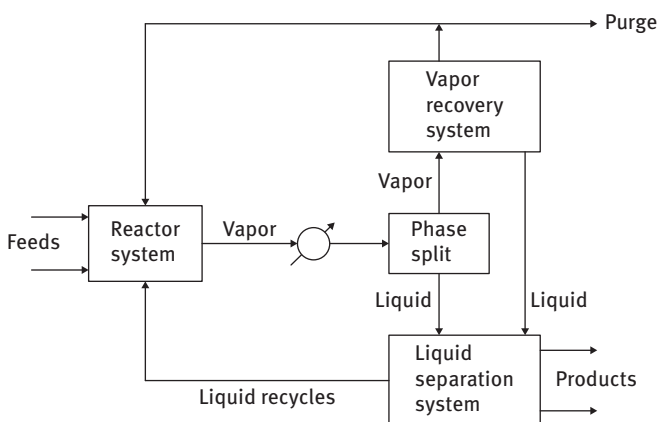 Purge
Vapor
recovery
system
Vapor
Feeds
Reactor
system
Vapor
Phase
split
Liquid
Liquid
Liquid
separation
system
Products
Liquid recycles